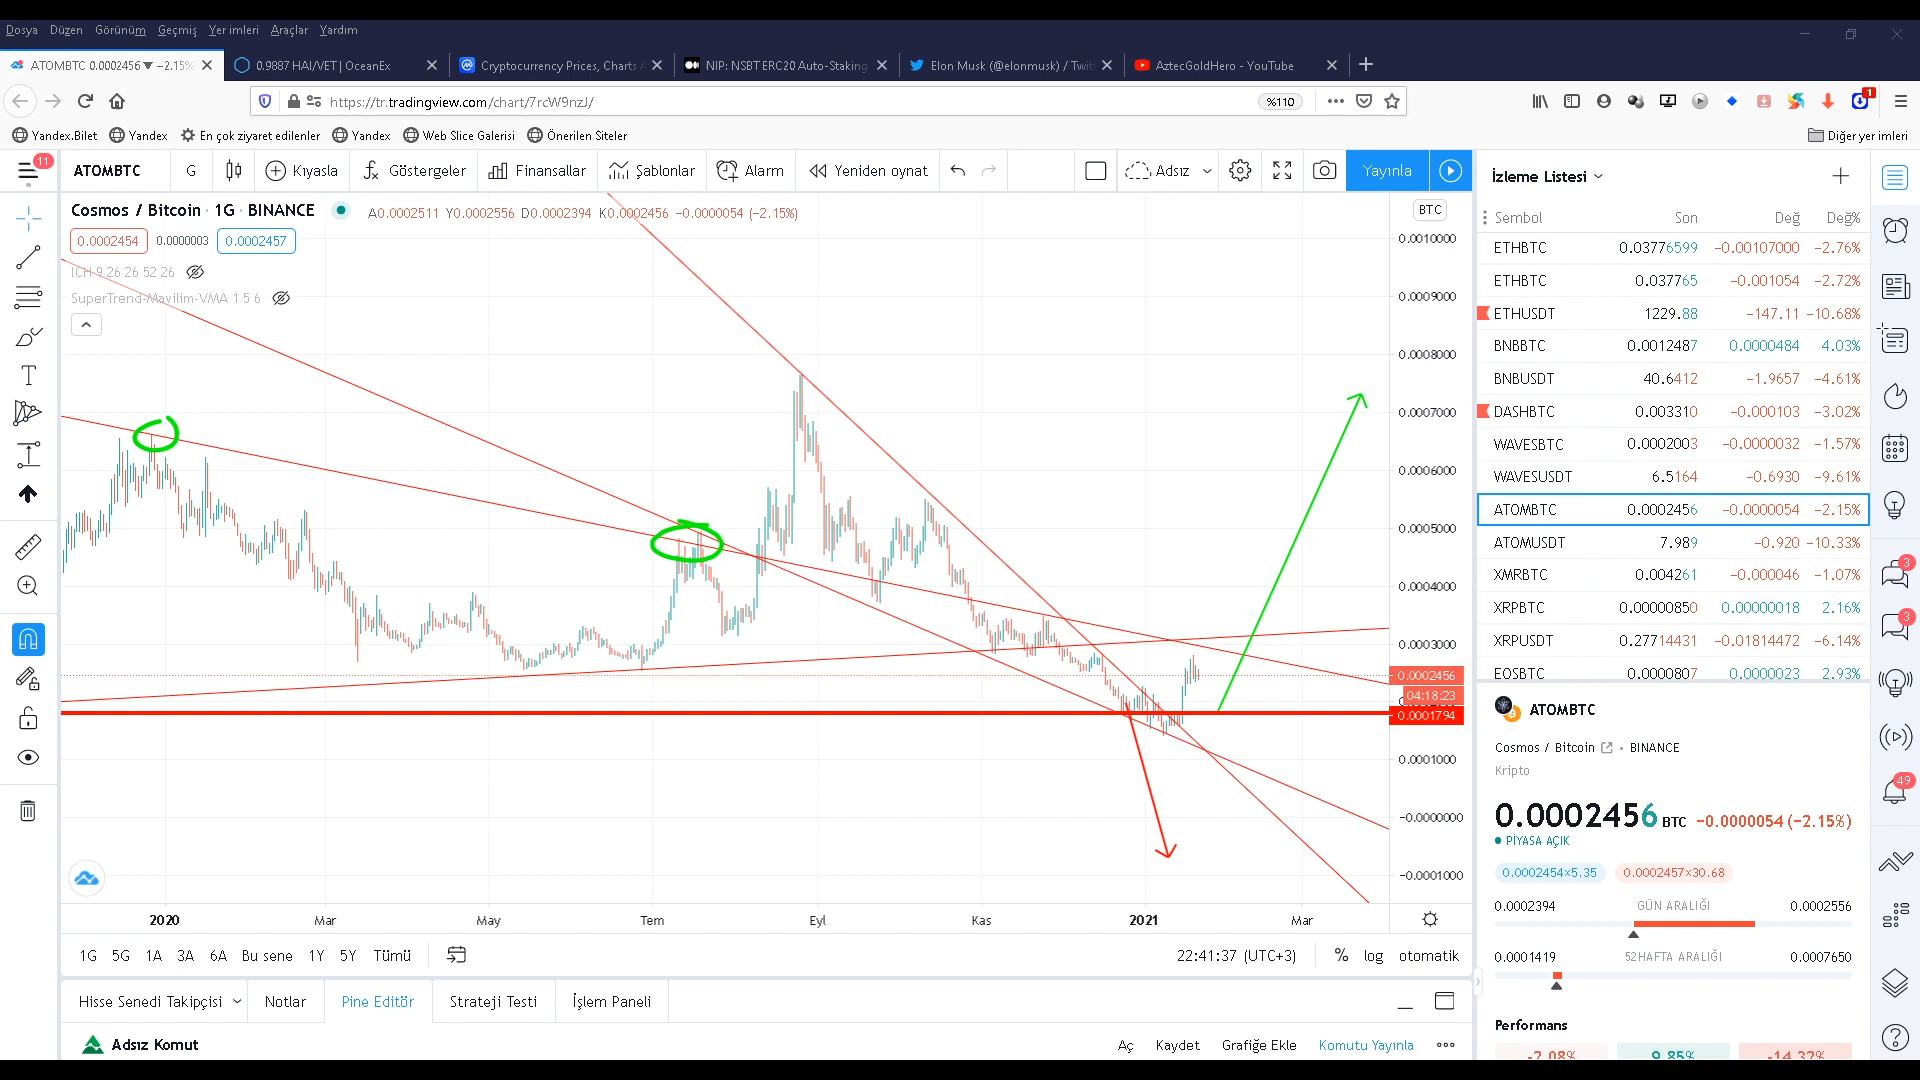 Dosya Düzen Görünüm Geçmiş Yer imleri Araçlar Yardım
ATOMBTC 0.0002456 ▼ −2.15%
0.9887 HAI/VET | OceanEx
Cryptocurrency Prices, Charts
NIP: NSBT ERC20 Auto-Staking
Elon Musk (@elonmusk) / Twitt
AztecGoldHero - YouTube
https://tr.tradingview.com/chart/7rcW9nzJ/
%110
1
Yandex.Bilet Yandex En çok ziyaret edilenler Yandex Web Slice Galerisi Önerilen Siteler Diğer yer imleri
11
ATOMBTC G Kıyasla Göstergeler Finansallar Şablonlar Alarm Yeniden oynat Adsız Yayınla
Cosmos / Bitcoin · 1G · BINANCE A0.0002511 Y0.0002556 D0.0002394 K0.0002456 −0.0000054 (−2.15%)
0.0002454 0.0000003 0.0002457
ICH 9 26 26 52 26
SuperTrend-Mavilim-VMA 1 5 6
BTC
0.0010000
0.0009000
0.0008000
0.0007000
0.0006000
0.0005000
0.0004000
0.0003000
0.0002456
04:18:23
0.0001794
0.0001000
−0.0000000
−0.0001000
2020 Mar May Tem Eyl Kas 2021 Mar
1G 5G 1A 3A 6A Bu sene 1Y 5Y Tümü 22:41:37 (UTC+3) % log otomatik
Hisse Senedi Takipçisi Notlar Pine Editör Strateji Testi İşlem Paneli
Adsız Komut Aç Kaydet Grafiğe Ekle Komutu Yayınla
İzleme Listesi
Sembol Son Değ Değ%
ETHBTC 0.03776599 −0.00107000 −2.76%
ETHBTC 0.037765 −0.001054 −2.72%
ETHUSDT 1229.88 −147.11 −10.68%
BNBBTC 0.0012487 0.0000484 4.03%
BNBUSDT 40.6412 −1.9657 −4.61%
DASHBTC 0.003310 −0.000103 −3.02%
WAVESBTC 0.0002003 −0.0000032 −1.57%
WAVESUSDT 6.5164 −0.6930 −9.61%
ATOMBTC 0.0002456 −0.0000054 −2.15%
ATOMUSDT 7.989 −0.920 −10.33%
XMRBTC 0.004261 −0.000046 −1.07%
XRPBTC 0.00000850 0.00000018 2.16%
XRPUSDT 0.27714431 −0.01814472 −6.14%
EOSBTC 0.0000807 0.0000023 2.93%
ATOMBTC
Cosmos / Bitcoin • BINANCE
Kripto
0.0002456 BTC −0.0000054 (−2.15%)
PİYASA AÇIK
0.0002454×5.35 0.0002457×30.68
0.0002394 GÜN ARALIĞI 0.0002556
0.0001419 52HAFTA ARALIĞI 0.0007650
Performans
-2.08% 9.85% -14.37%
3
3
49